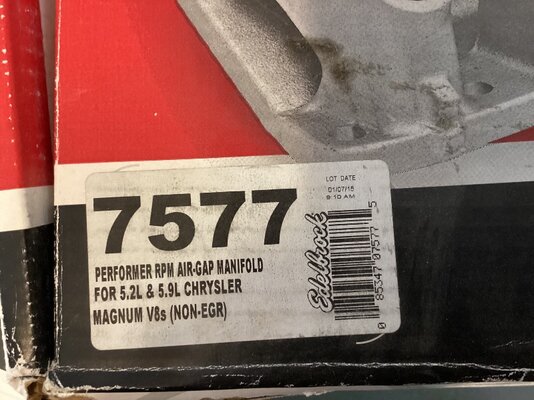 7577
PERFORMER RPM AIR-GAP MANIFOLD
FOR 5.2L & 5.9L CHRYSLER
MAGNUM V8s (NON-EGR)
LOT DATE
01/07/15
9:10 AM
Edelbrock
0 85347 07577 5